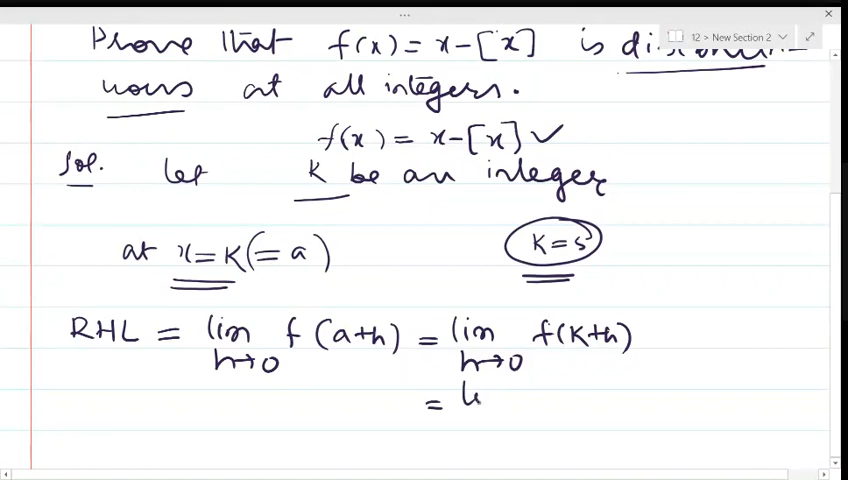 12 > New Section 2
Prove that f(x) = x-[x] is discontin-
uous at all integers.
f(x) = x-[x] ✓
Sol. Let K be an integer
at x=K(=a) K=5
RHL = lim f(a+h) = lim f(K+h)
h→0 h→0
=